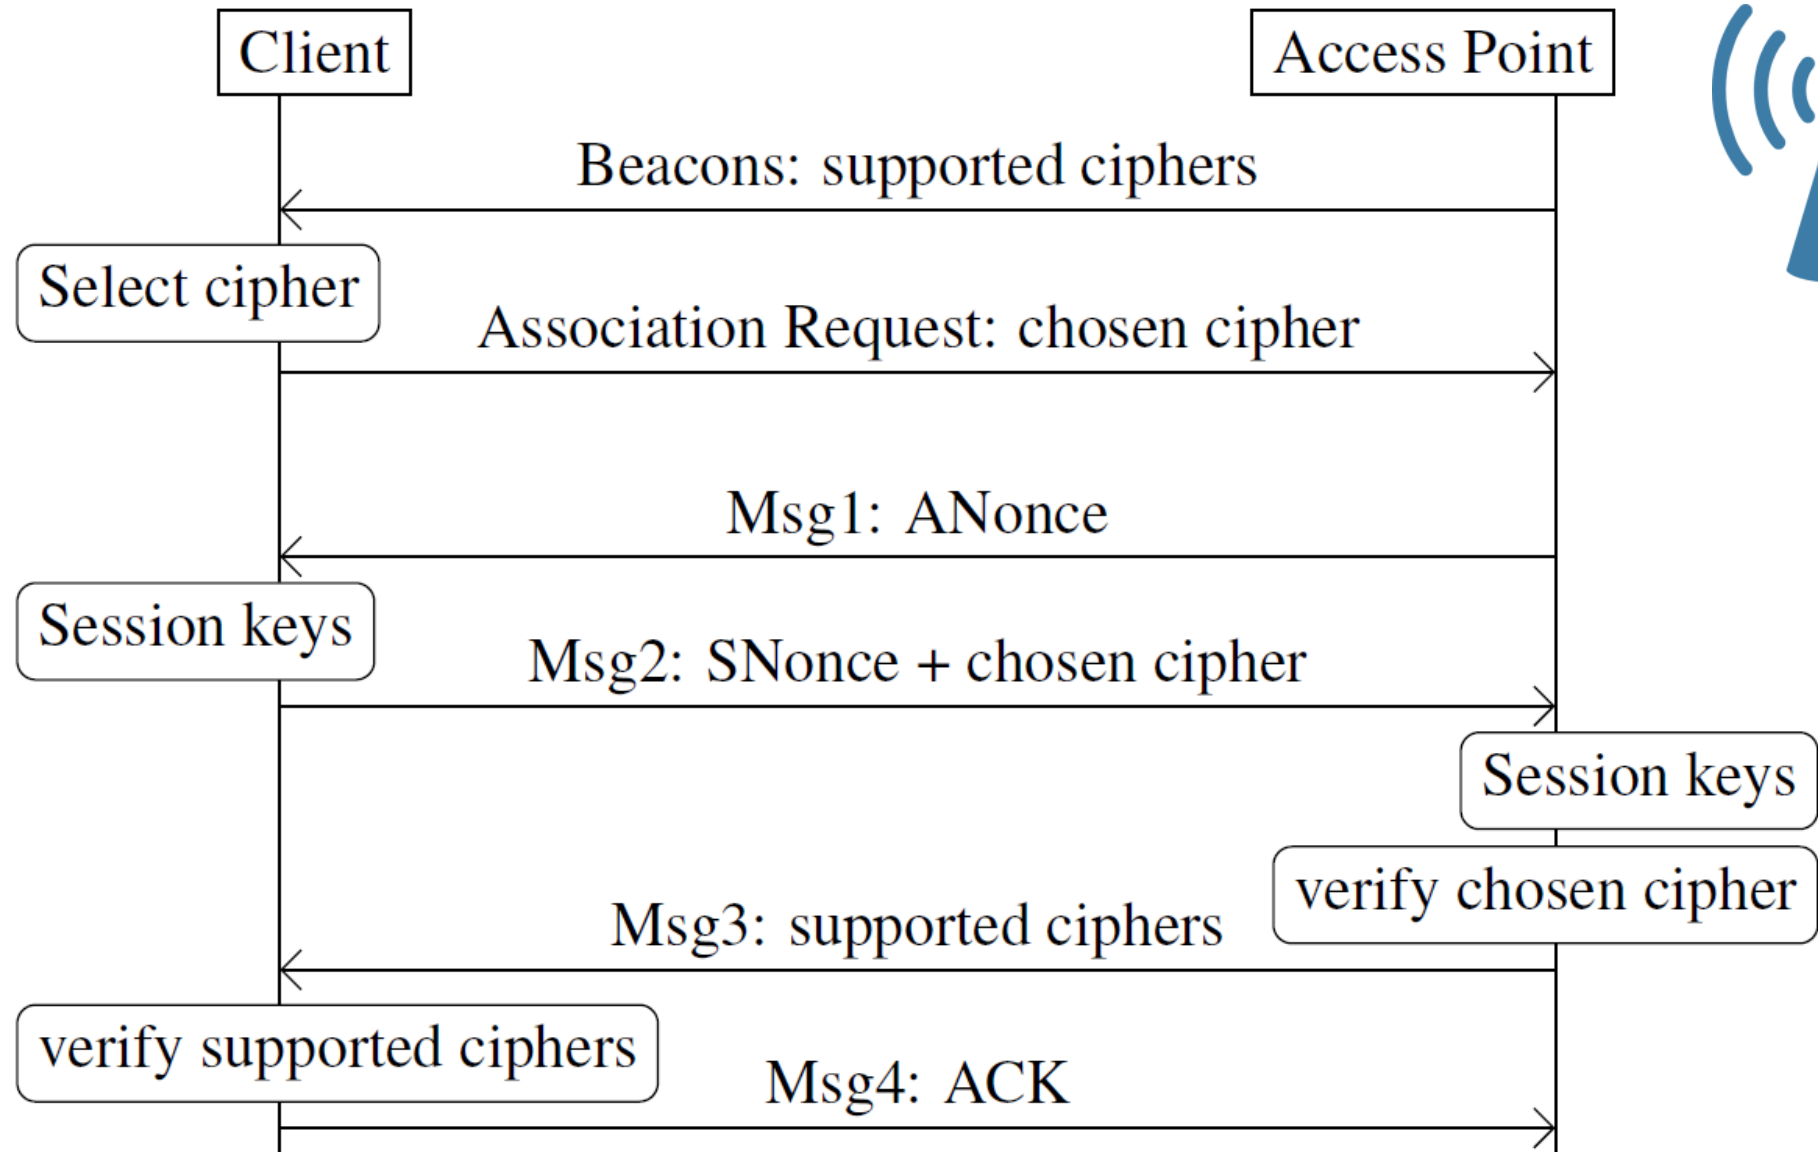 Client
Access Point
Beacons: supported ciphers
Select cipher
Association Request: chosen cipher
Msg1: ANonce
Session keys
Msg2: SNonce + chosen cipher
Session keys
verify chosen cipher
Msg3: supported ciphers
verify supported ciphers
Msg4: ACK